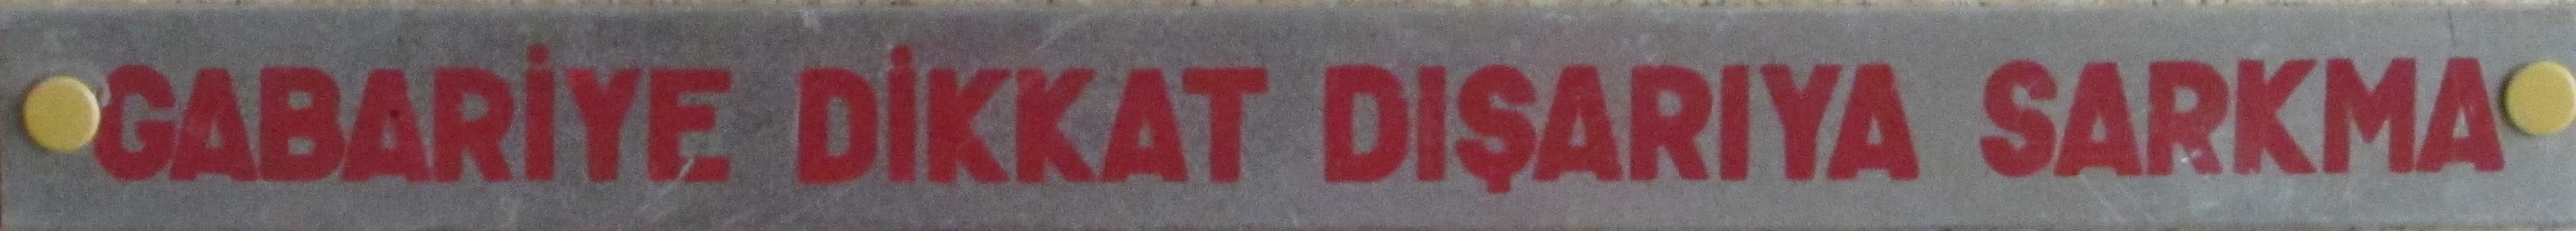 GABARİYE DİKKAT DIŞARIYA SARKMA